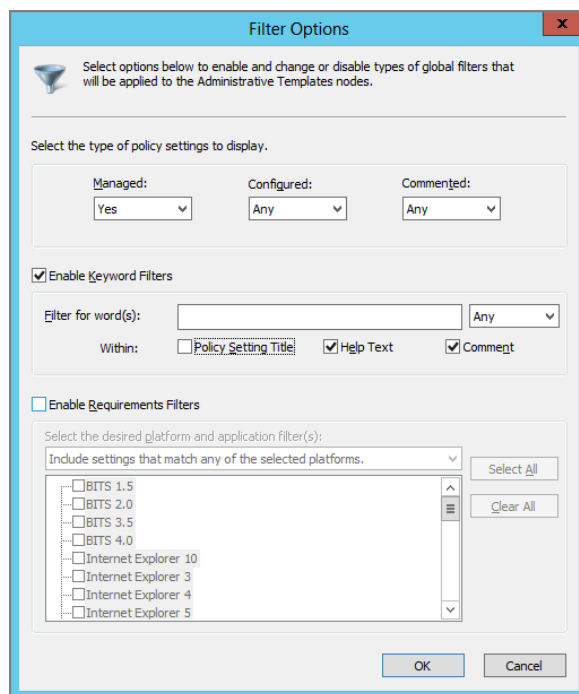 Filter Options
x
Select options below to enable and change or disable types of global filters that
will be applied to the Administrative Templates nodes.
Select the type of policy settings to display.
Managed: Configured: Commented:
Yes Any Any
Enable Keyword Filters
Filter for word(s): Any
Within: Policy Setting Title Help Text Comment
Enable Requirements Filters
Select the desired platform and application filter(s):
Include settings that match any of the selected platforms.
Select All
BITS 1.5
BITS 2.0
Clear All
BITS 3.5
BITS 4.0
Internet Explorer 10
Internet Explorer 3
Internet Explorer 4
Internet Explorer 5
OK Cancel